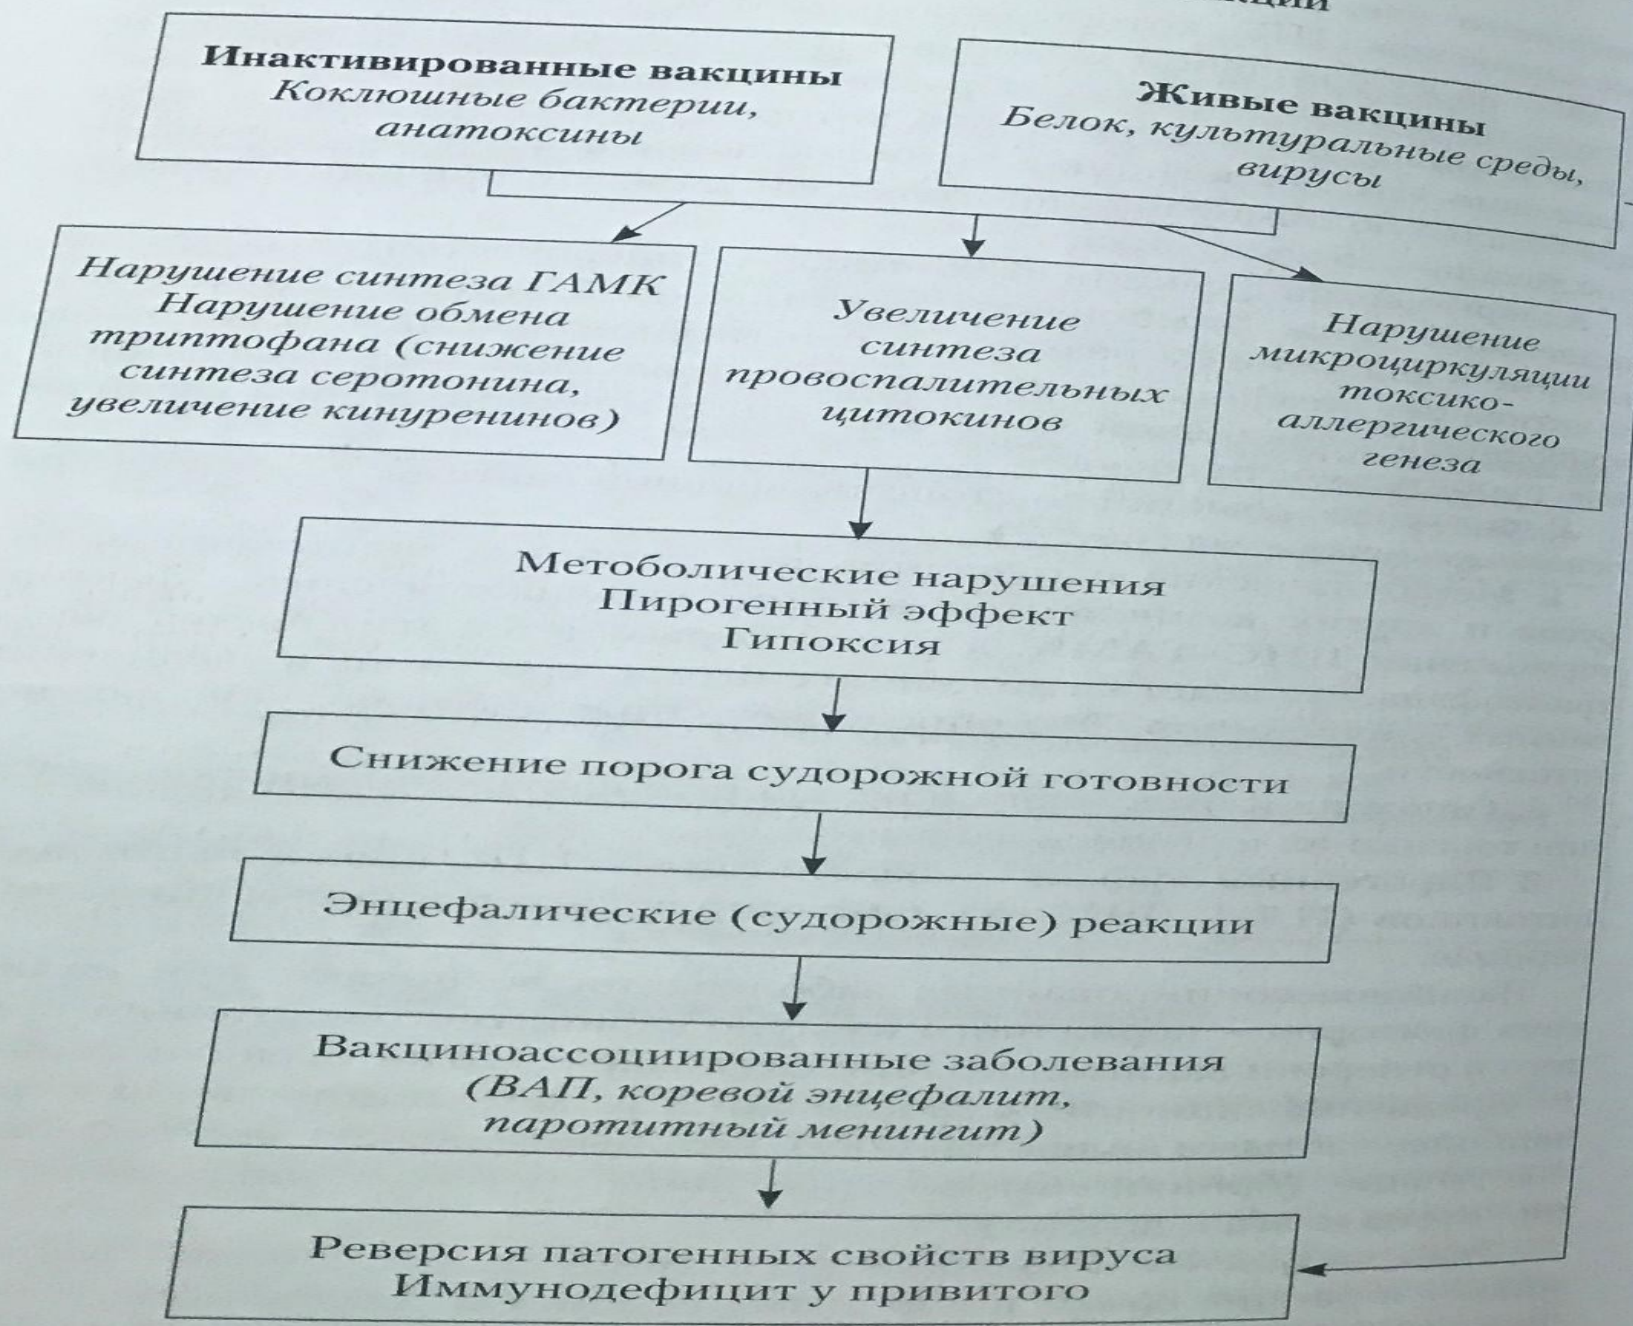 Инактивированные вакцины
Коклюшные бактерии,
анатоксины
Живые вакцины
Белок, культуральные среды,
вирусы
Нарушение синтеза ГАМК
Нарушение обмена
триптофана (снижение
синтеза серотонина,
увеличение кинуренинов)
Увеличение
синтеза
провоспалительных
цитокинов
Нарушение
микроциркуляции
токсико-
аллергического
генеза
Метоболические нарушения
Пирогенный эффект
Гипоксия
Снижение порога судорожной готовности
Энцефалические (судорожные) реакции
Вакциноассоциированные заболевания
(ВАП, коревой энцефалит,
паротитный менингит)
Реверсия патогенных свойств вируса
Иммунодефицит у привитого